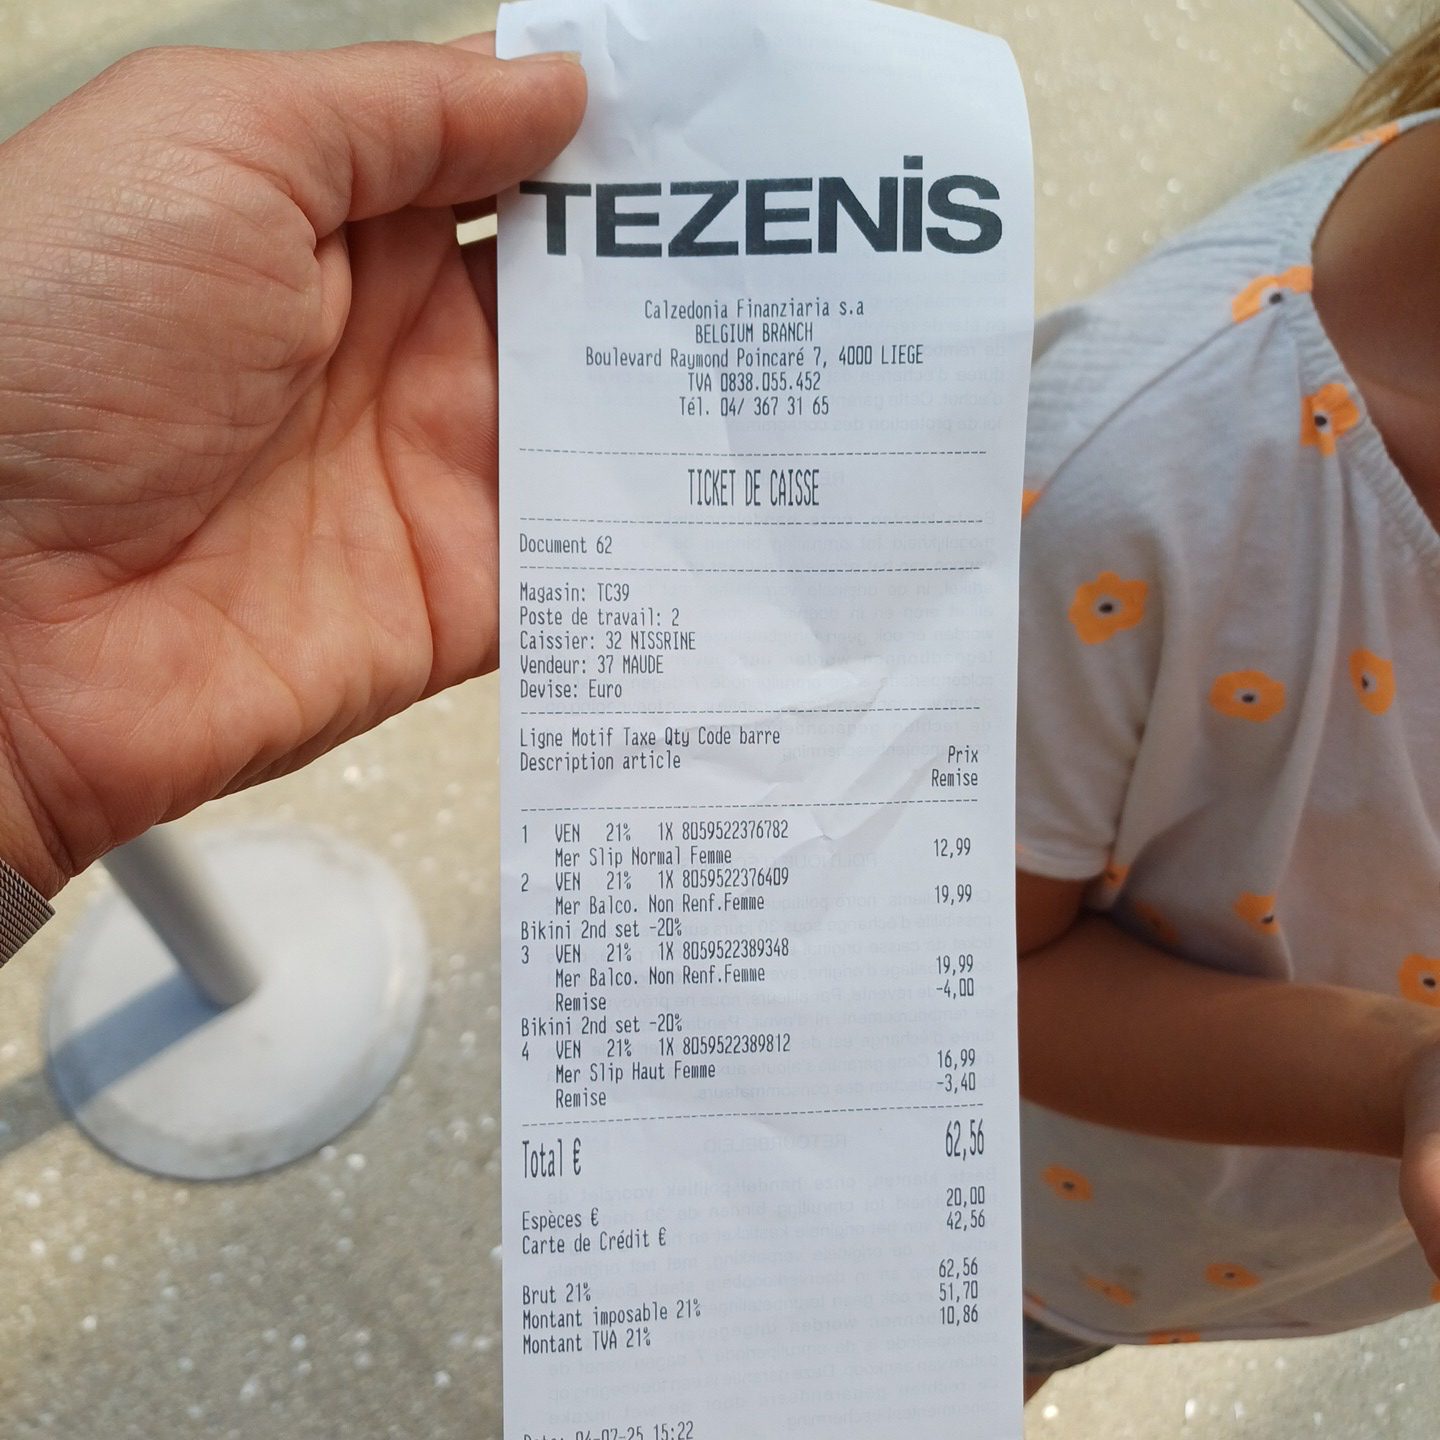 TEZENiS
Calzedonia Finanziaria s.a
BELGIUM BRANCH
Boulevard Raymond Poincaré 7, 4000 LIEGE
TVA 0838.055.452
Tél. 04/ 367 31 65
TICKET DE CAISSE
Document 62
Magasin: TC39
Poste de travail: 2
Caissier: 32 NISSRINE
Vendeur: 37 MAUDE
Devise: Euro
Ligne Motif Taxe Qty Code barre
Description article Prix
Remise
1 VEN 21% 1X 8059522376782
Mer Slip Normal Femme 12,99
2 VEN 21% 1X 8059522376409
Mer Balco. Non Renf.Femme 19,99
Bikini 2nd set -20%
3 VEN 21% 1X 8059522389348
Mer Balco. Non Renf.Femme 19,99
Remise -4,00
Bikini 2nd set -20%
4 VEN 21% 1X 8059522389812
Mer Slip Haut Femme 16,99
Remise -3,40
Total € 62,56
Espèces € 20,00
Carte de Crédit € 42,56
Brut 21% 62,56
Montant imposable 21% 51,70
Montant TVA 21% 10,86
Date: 04-07-25 15:22